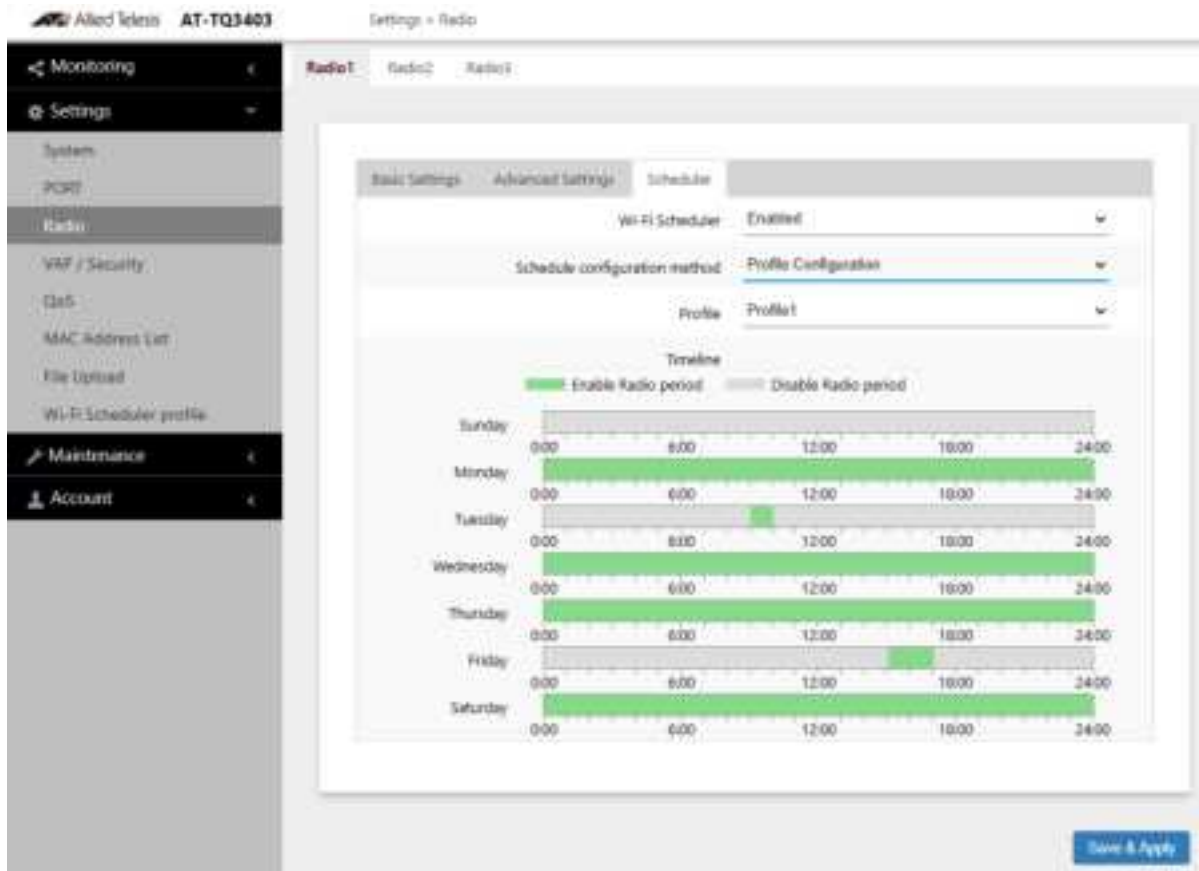 Allied Telesis AT-TQ3403 Settings > Radio
Monitoring
Radio1 Radio2 Radio3
Settings
System
PORT
Radio
VAP / Security
QoS
MAC Address List
File Upload
Wi-Fi Scheduler profile
Maintenance
Account
Basic Settings Advanced Settings Scheduler
Wi-Fi Scheduler Enabled
Schedule configuration method Profile Configuration
Profile Profile1
Timeline
Enable Radio period Disable Radio period
Sunday
0:00 6:00 12:00 18:00 24:00
Monday
0:00 6:00 12:00 18:00 24:00
Tuesday
0:00 6:00 12:00 18:00 24:00
Wednesday
0:00 6:00 12:00 18:00 24:00
Thursday
0:00 6:00 12:00 18:00 24:00
Friday
0:00 6:00 12:00 18:00 24:00
Saturday
0:00 6:00 12:00 18:00 24:00
Save & Apply